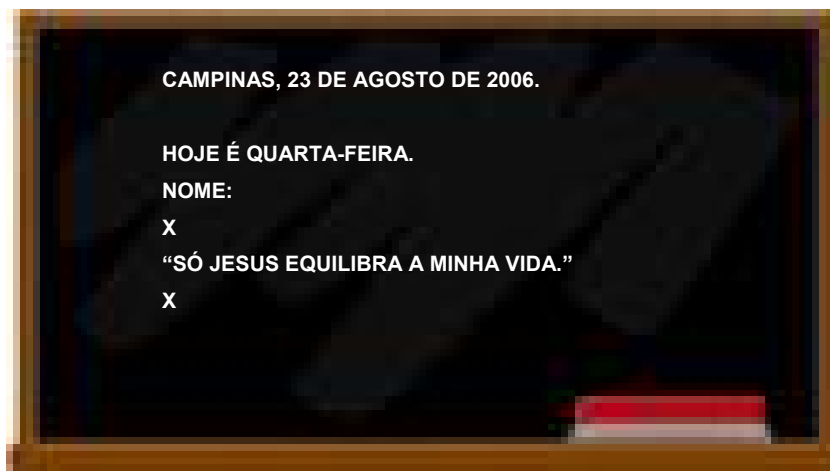 CAMPINAS, 23 DE AGOSTO DE 2006.
HOJE É QUARTA-FEIRA.
NOME:
X
“SÓ JESUS EQUILIBRA A MINHA VIDA.”
X